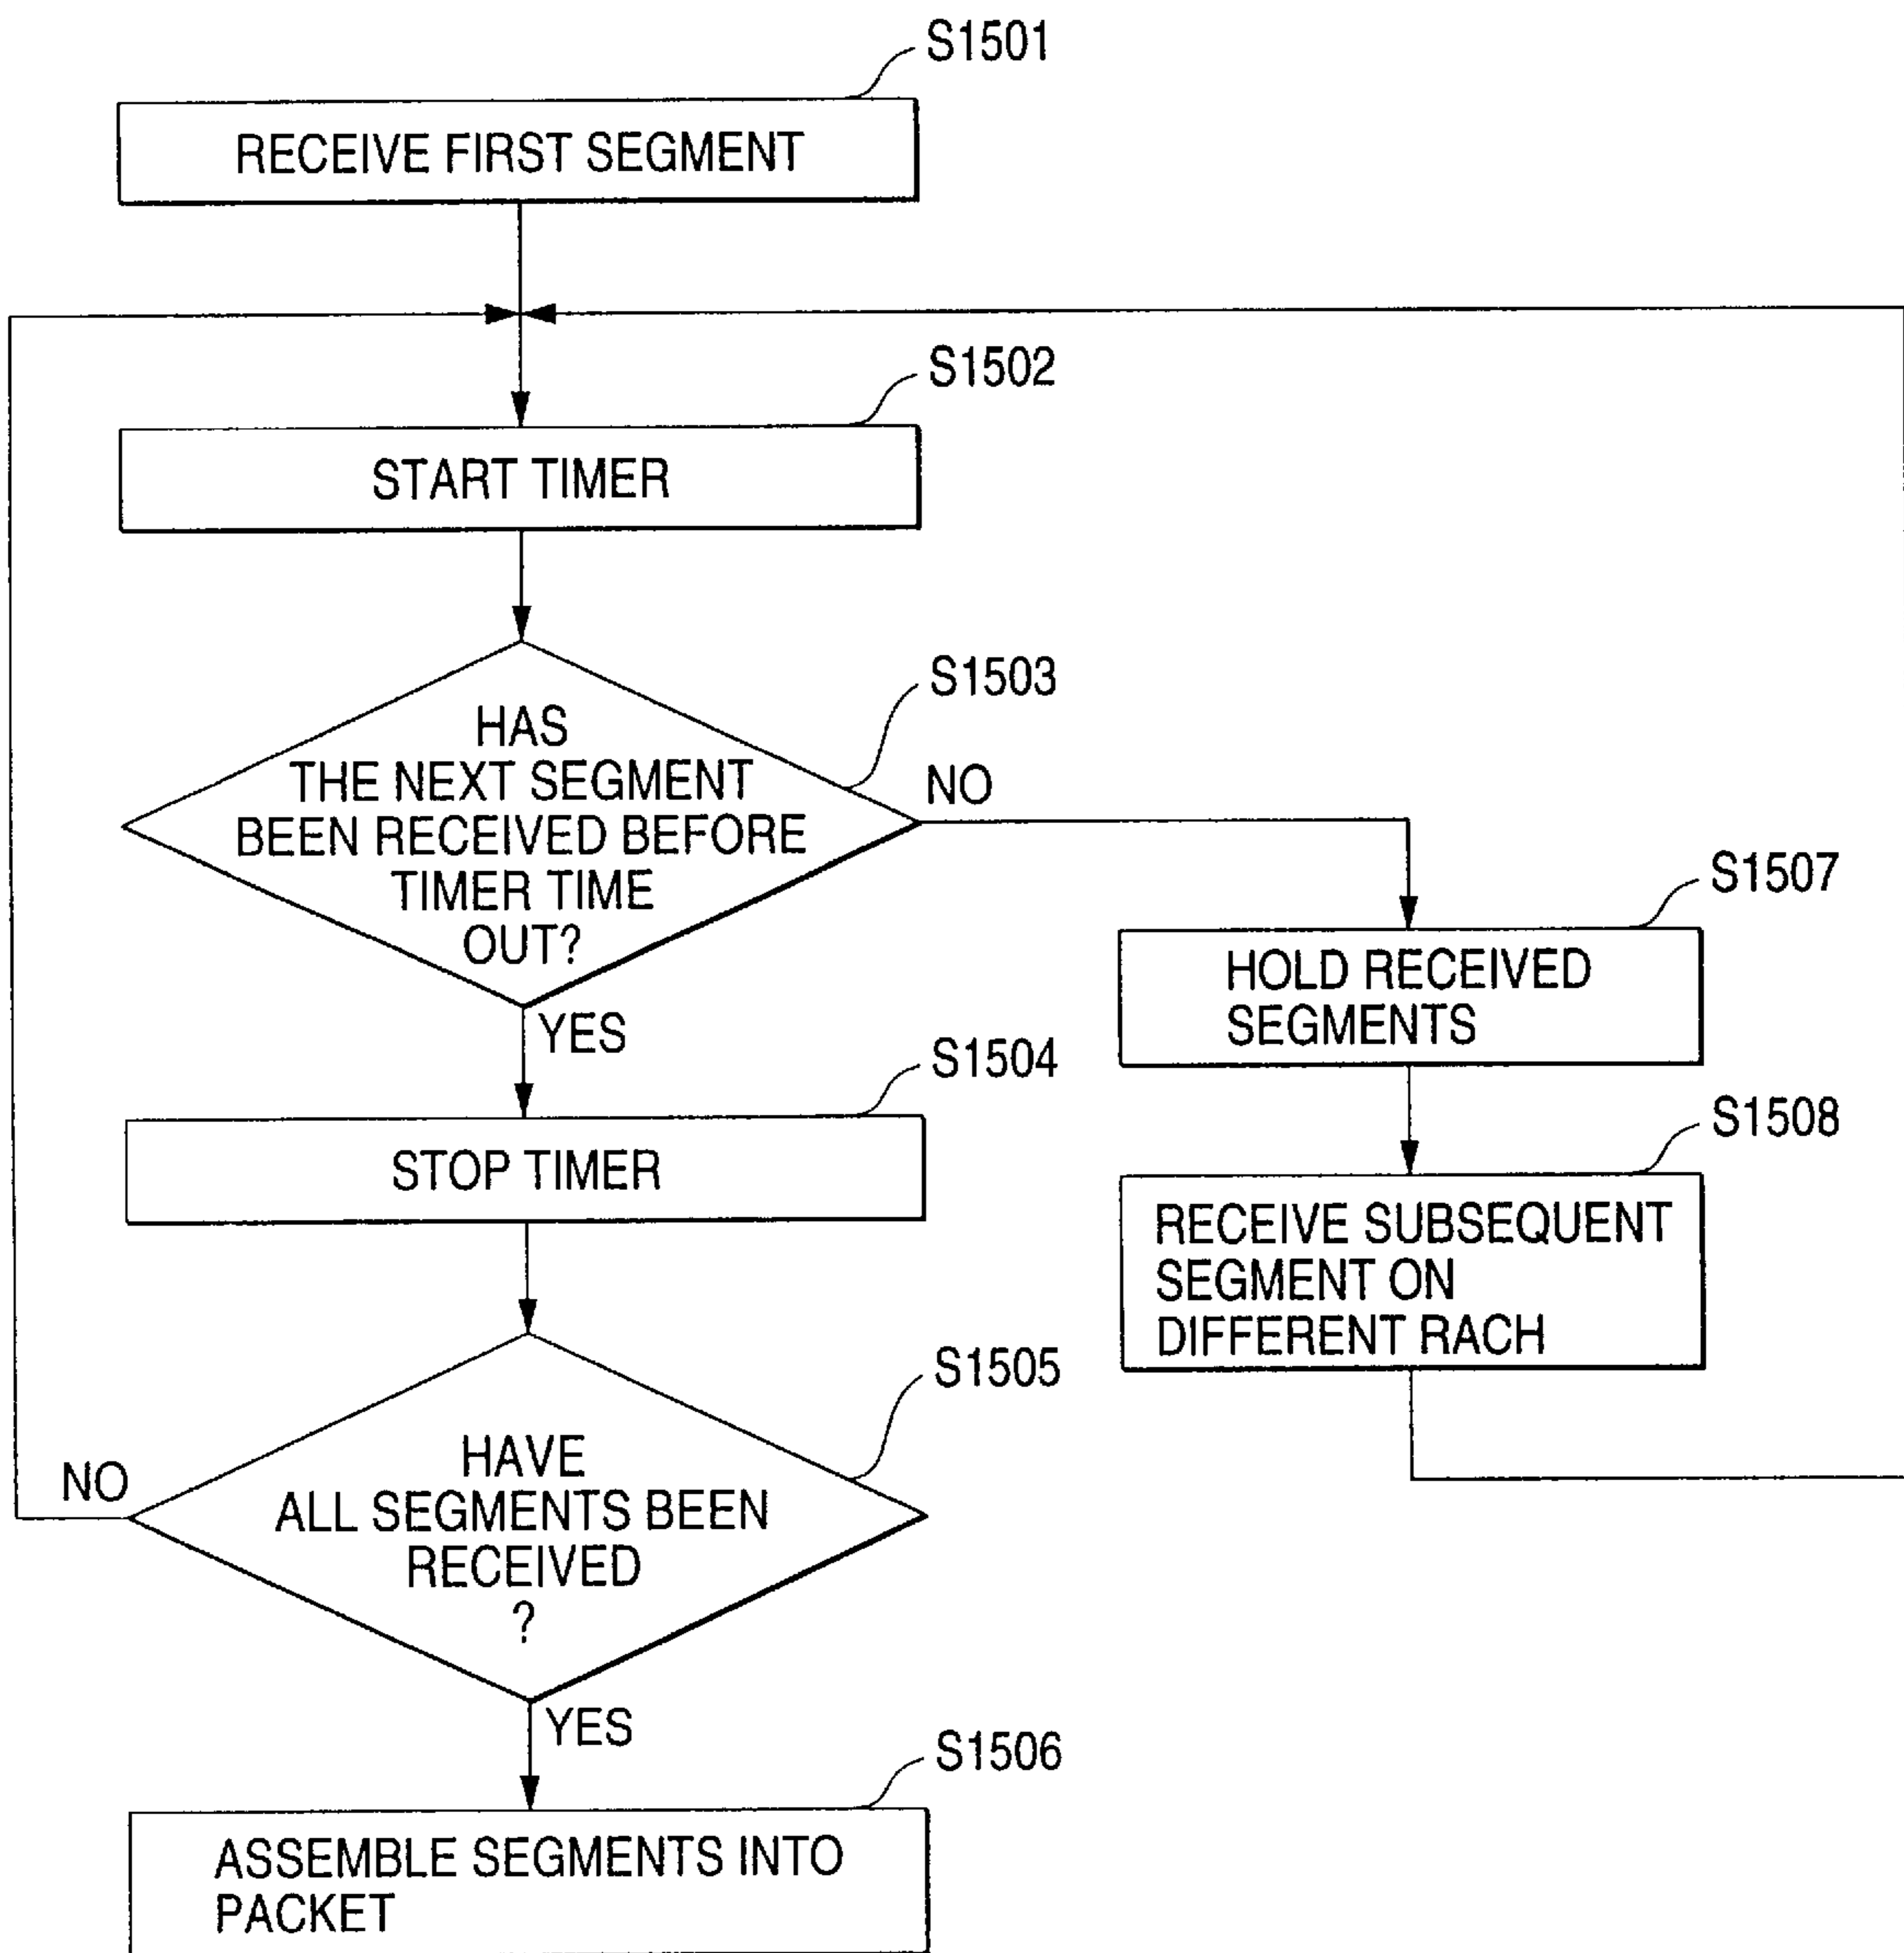 S1501
RECEIVE FIRST SEGMENT
S1502
START TIMER
S1503
HAS
THE NEXT SEGMENT
BEEN RECEIVED BEFORE
TIMER TIME
OUT?
NO
YES
S1507
HOLD RECEIVED
SEGMENTS
S1504
STOP TIMER
S1508
RECEIVE SUBSEQUENT
SEGMENT ON
DIFFERENT RACH
S1505
HAVE
ALL SEGMENTS BEEN
RECEIVED
?
NO
YES
S1506
ASSEMBLE SEGMENTS INTO
PACKET